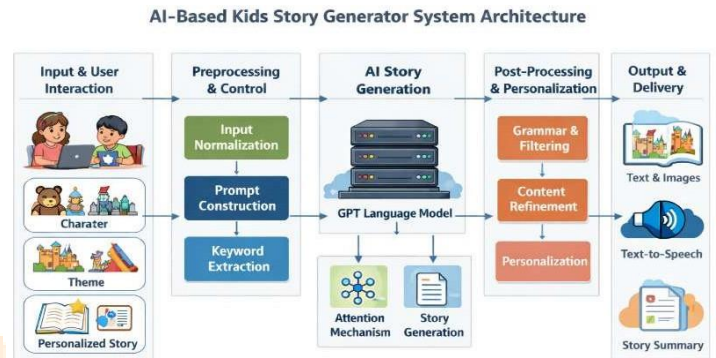 AI-Based Kids Story Generator System Architecture
Input & User
Interaction
Charater
Theme
Personalized Story
Preprocessing
& Control
Input
Normalization
Prompt
Construction
Keyword
Extraction
AI Story
Generation
GPT Language Model
Attention
Mechanism
Story
Generation
Post-Processing
& Personalization
Grammar &
Filtering
Content
Refinement
Personalization
Output &
Delivery
Text & Images
Text-to-Speech
Story Summary